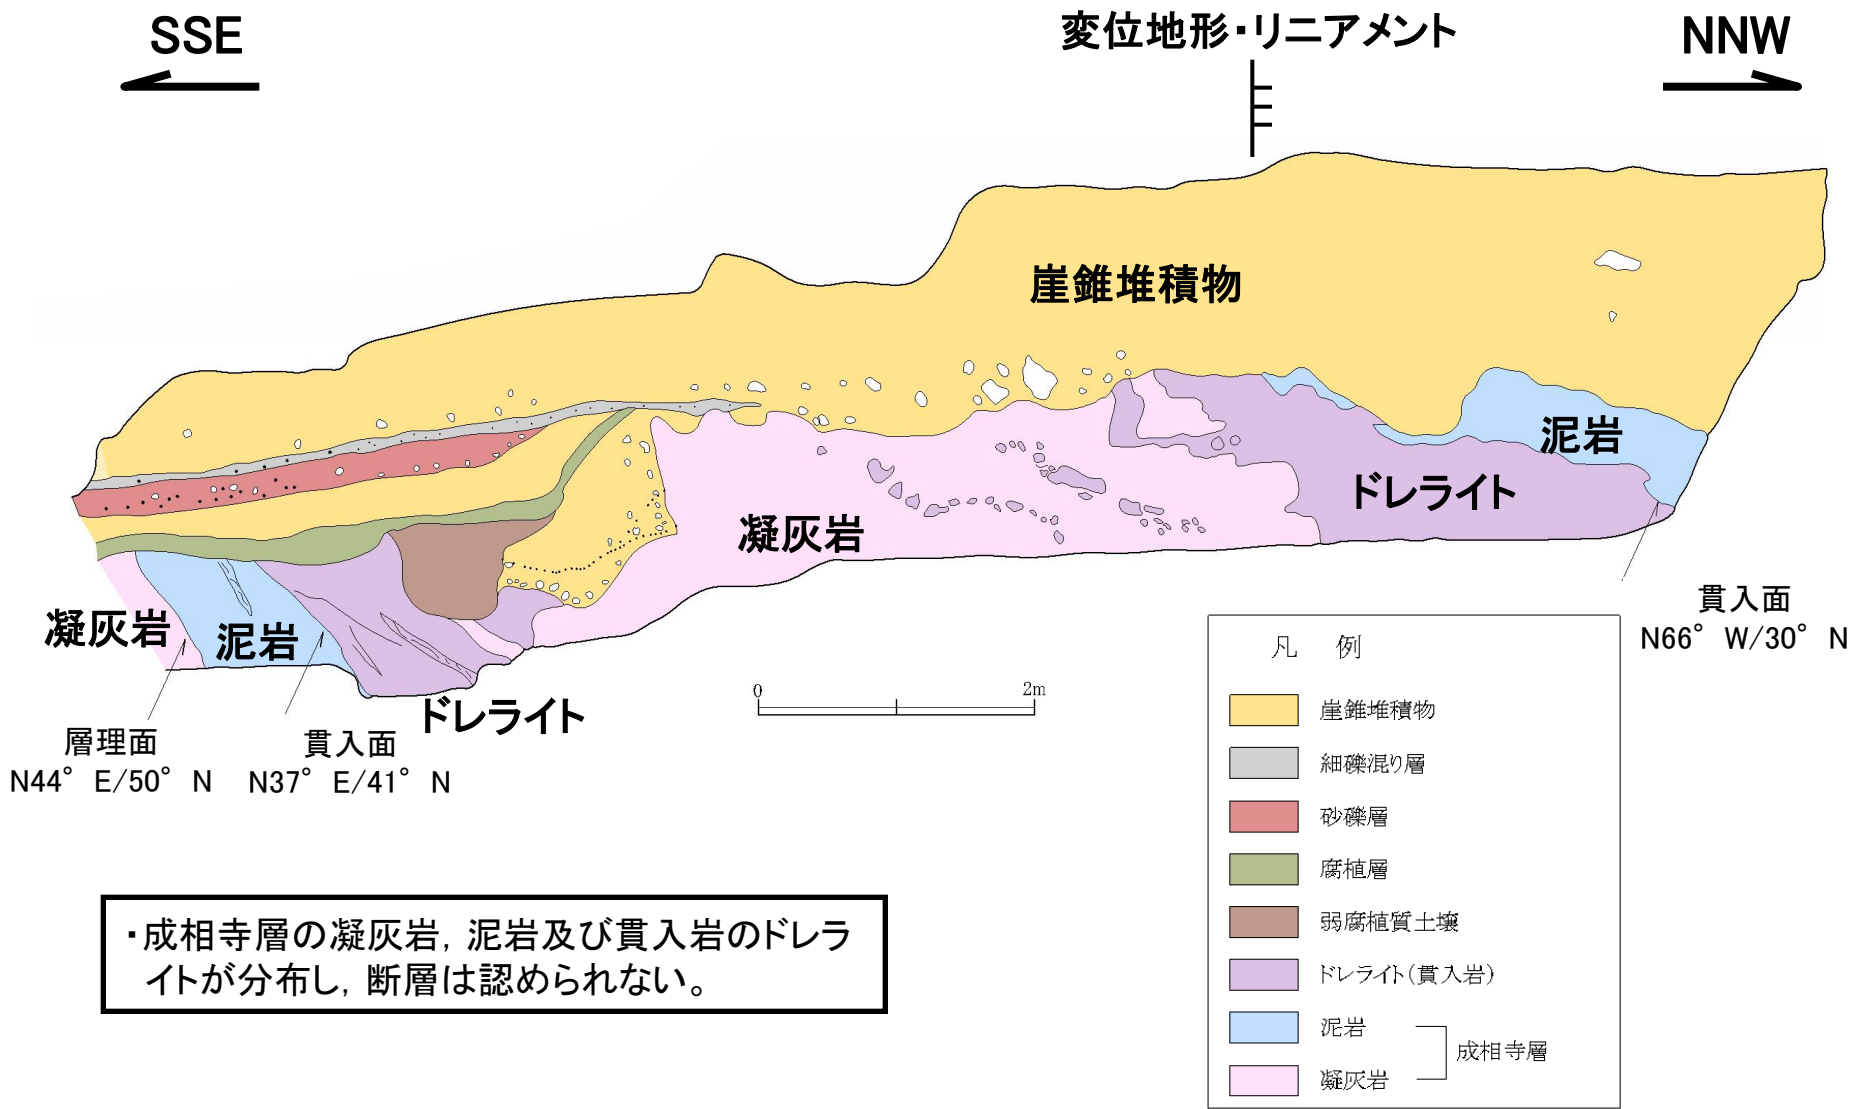 SSE
変位地形・リニアメント
NNW
崖錐堆積物
泥岩
ドレライト
凝灰岩
凝灰岩
泥岩
ドレライト
貫入面
N66° W/30° N
層理面
N44° E/50° N
貫入面
N37° E/41° N
0
2m
凡 例
崖錐堆積物
細礫混り層
砂礫層
腐植層
弱腐植質土壌
ドレライト(貫入岩)
泥岩
成相寺層
凝灰岩
・成相寺層の凝灰岩，泥岩及び貫入岩のドレラ
イトが分布し，断層は認められない。